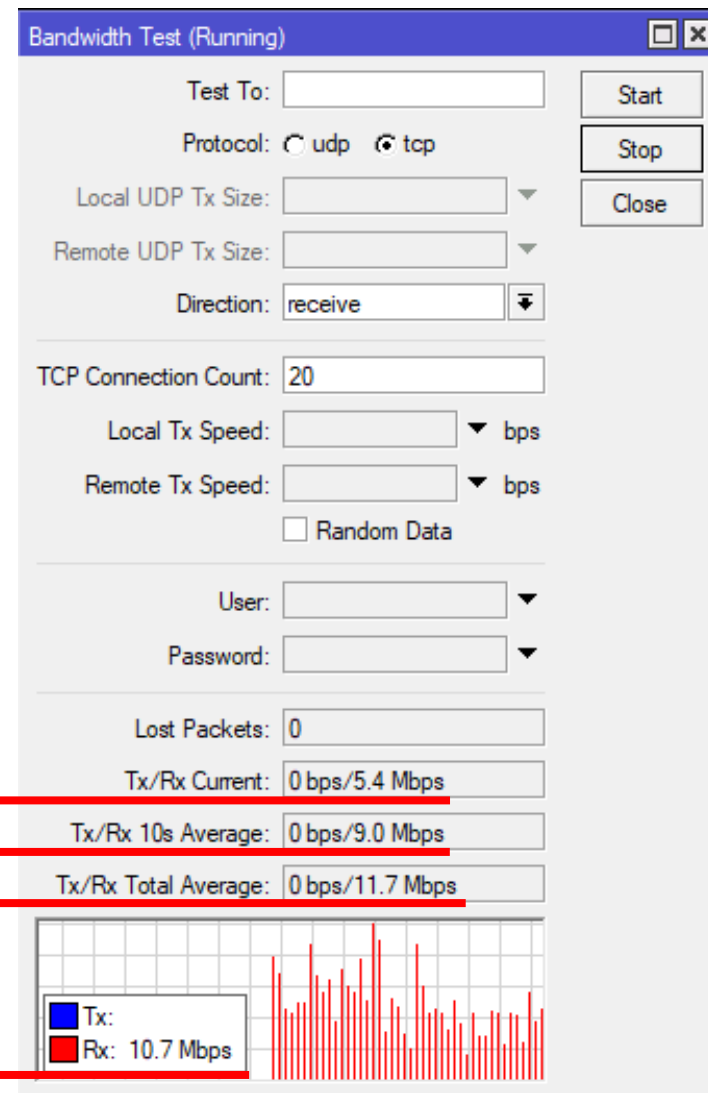 Bandwidth Test (Running)
Test To:
Start
Protocol: udp tcp
Stop
Local UDP Tx Size:
Close
Remote UDP Tx Size:
Direction: receive
TCP Connection Count: 20
Local Tx Speed: bps
Remote Tx Speed: bps
Random Data
User:
Password:
Lost Packets: 0
Tx/Rx Current: 0 bps/5.4 Mbps
Tx/Rx 10s Average: 0 bps/9.0 Mbps
Tx/Rx Total Average: 0 bps/11.7 Mbps
Tx:
Rx: 10.7 Mbps